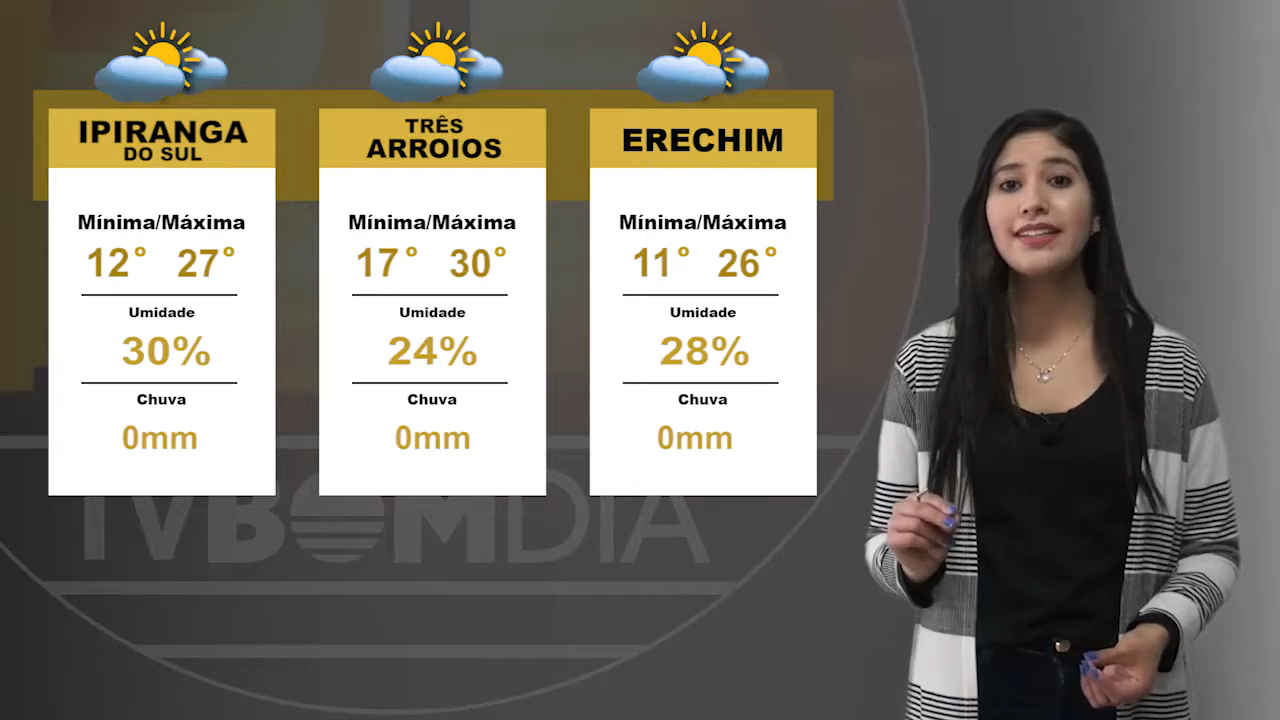 IPIRANGA
DO SUL
Mínima/Máxima
12° 27°
Umidade
30%
Chuva
0mm
TRÊS
ARROIOS
Mínima/Máxima
17° 30°
Umidade
24%
Chuva
0mm
ERECHIM
Mínima/Máxima
11° 26°
Umidade
28%
Chuva
0mm
TVBOMDIA